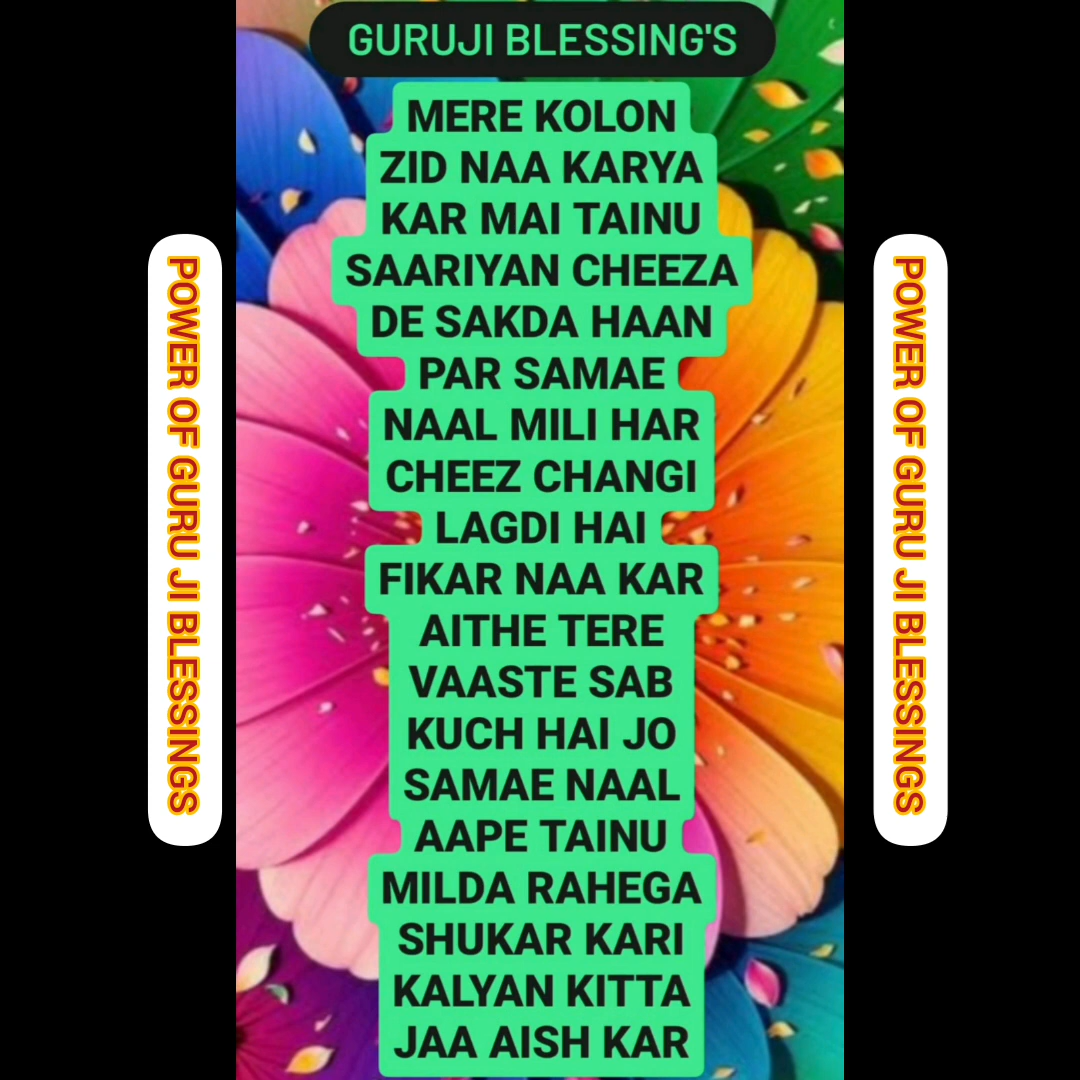 GURUJI BLESSING'S
MERE KOLON
ZID NAA KARYA
KAR MAI TAINU
SAARIYAN CHEEZA
DE SAKDA HAAN
PAR SAMAE
NAAL MILI HAR
CHEEZ CHANGI
LAGDI HAI
FIKAR NAA KAR
AITHE TERE
VAASTE SAB
KUCH HAI JO
SAMAE NAAL
AAPE TAINU
MILDA RAHEGA
SHUKAR KARI
KALYAN KITTA
JAA AISH KAR
POWER OF GURU JI BLESSINGS
POWER OF GURU JI BLESSINGS